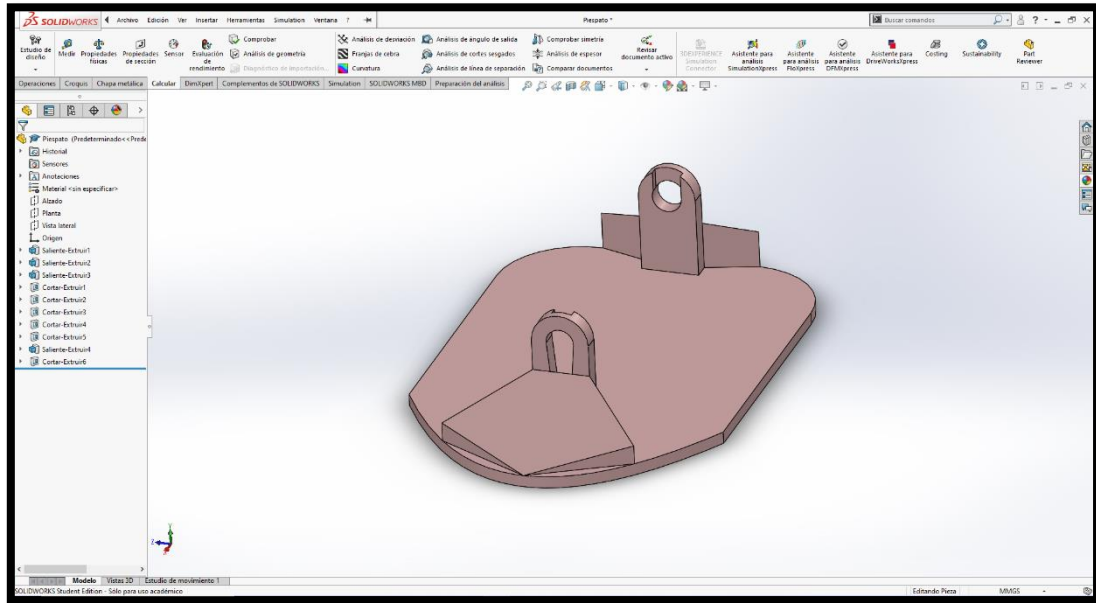 SOLIDWORKS Archivo Edición Ver Insertar Herramientas Simulation Ventana ? Piespato * Buscar comandos
Estudio de diseño
Medir
Propiedades físicas
Propiedades de sección
Sensor
Evaluación de rendimiento
Comprobar
Análisis de geometría
Diagnóstico de importación...
Análisis de desviación
Franjas de cebra
Curvatura
Análisis de ángulo de salida
Análisis de cortes sesgados
Análisis de línea de separación
Comprobar simetría
Análisis de espesor
Comparar documentos
Revisar documento activo
3DEXPERIENCE Simulation Connector
Asistente para análisis SimulationXpress
Asistente para análisis FloXpress
Asistente para análisis DFMXpress
Asistente para DriveWorksXpress
Costing
Sustainability
Part Reviewer
Operaciones Croquis Chapa metálica Calcular DimXpert Complementos de SOLIDWORKS Simulation SOLIDWORKS MBD Preparación del análisis
Piespato (Predeterminado<<Prede
Historial
Sensores
Anotaciones
Material <sin especificar>
Alzado
Planta
Vista lateral
Origen
Saliente-Extruir1
Saliente-Extruir2
Saliente-Extruir3
Cortar-Extruir1
Cortar-Extruir2
Cortar-Extruir3
Cortar-Extruir4
Cortar-Extruir5
Saliente-Extruir4
Cortar-Extruir6
Modelo Vistas 3D Estudio de movimiento 1
SOLIDWORKS Student Edition - Sólo para uso académico Editando Pieza MMGS